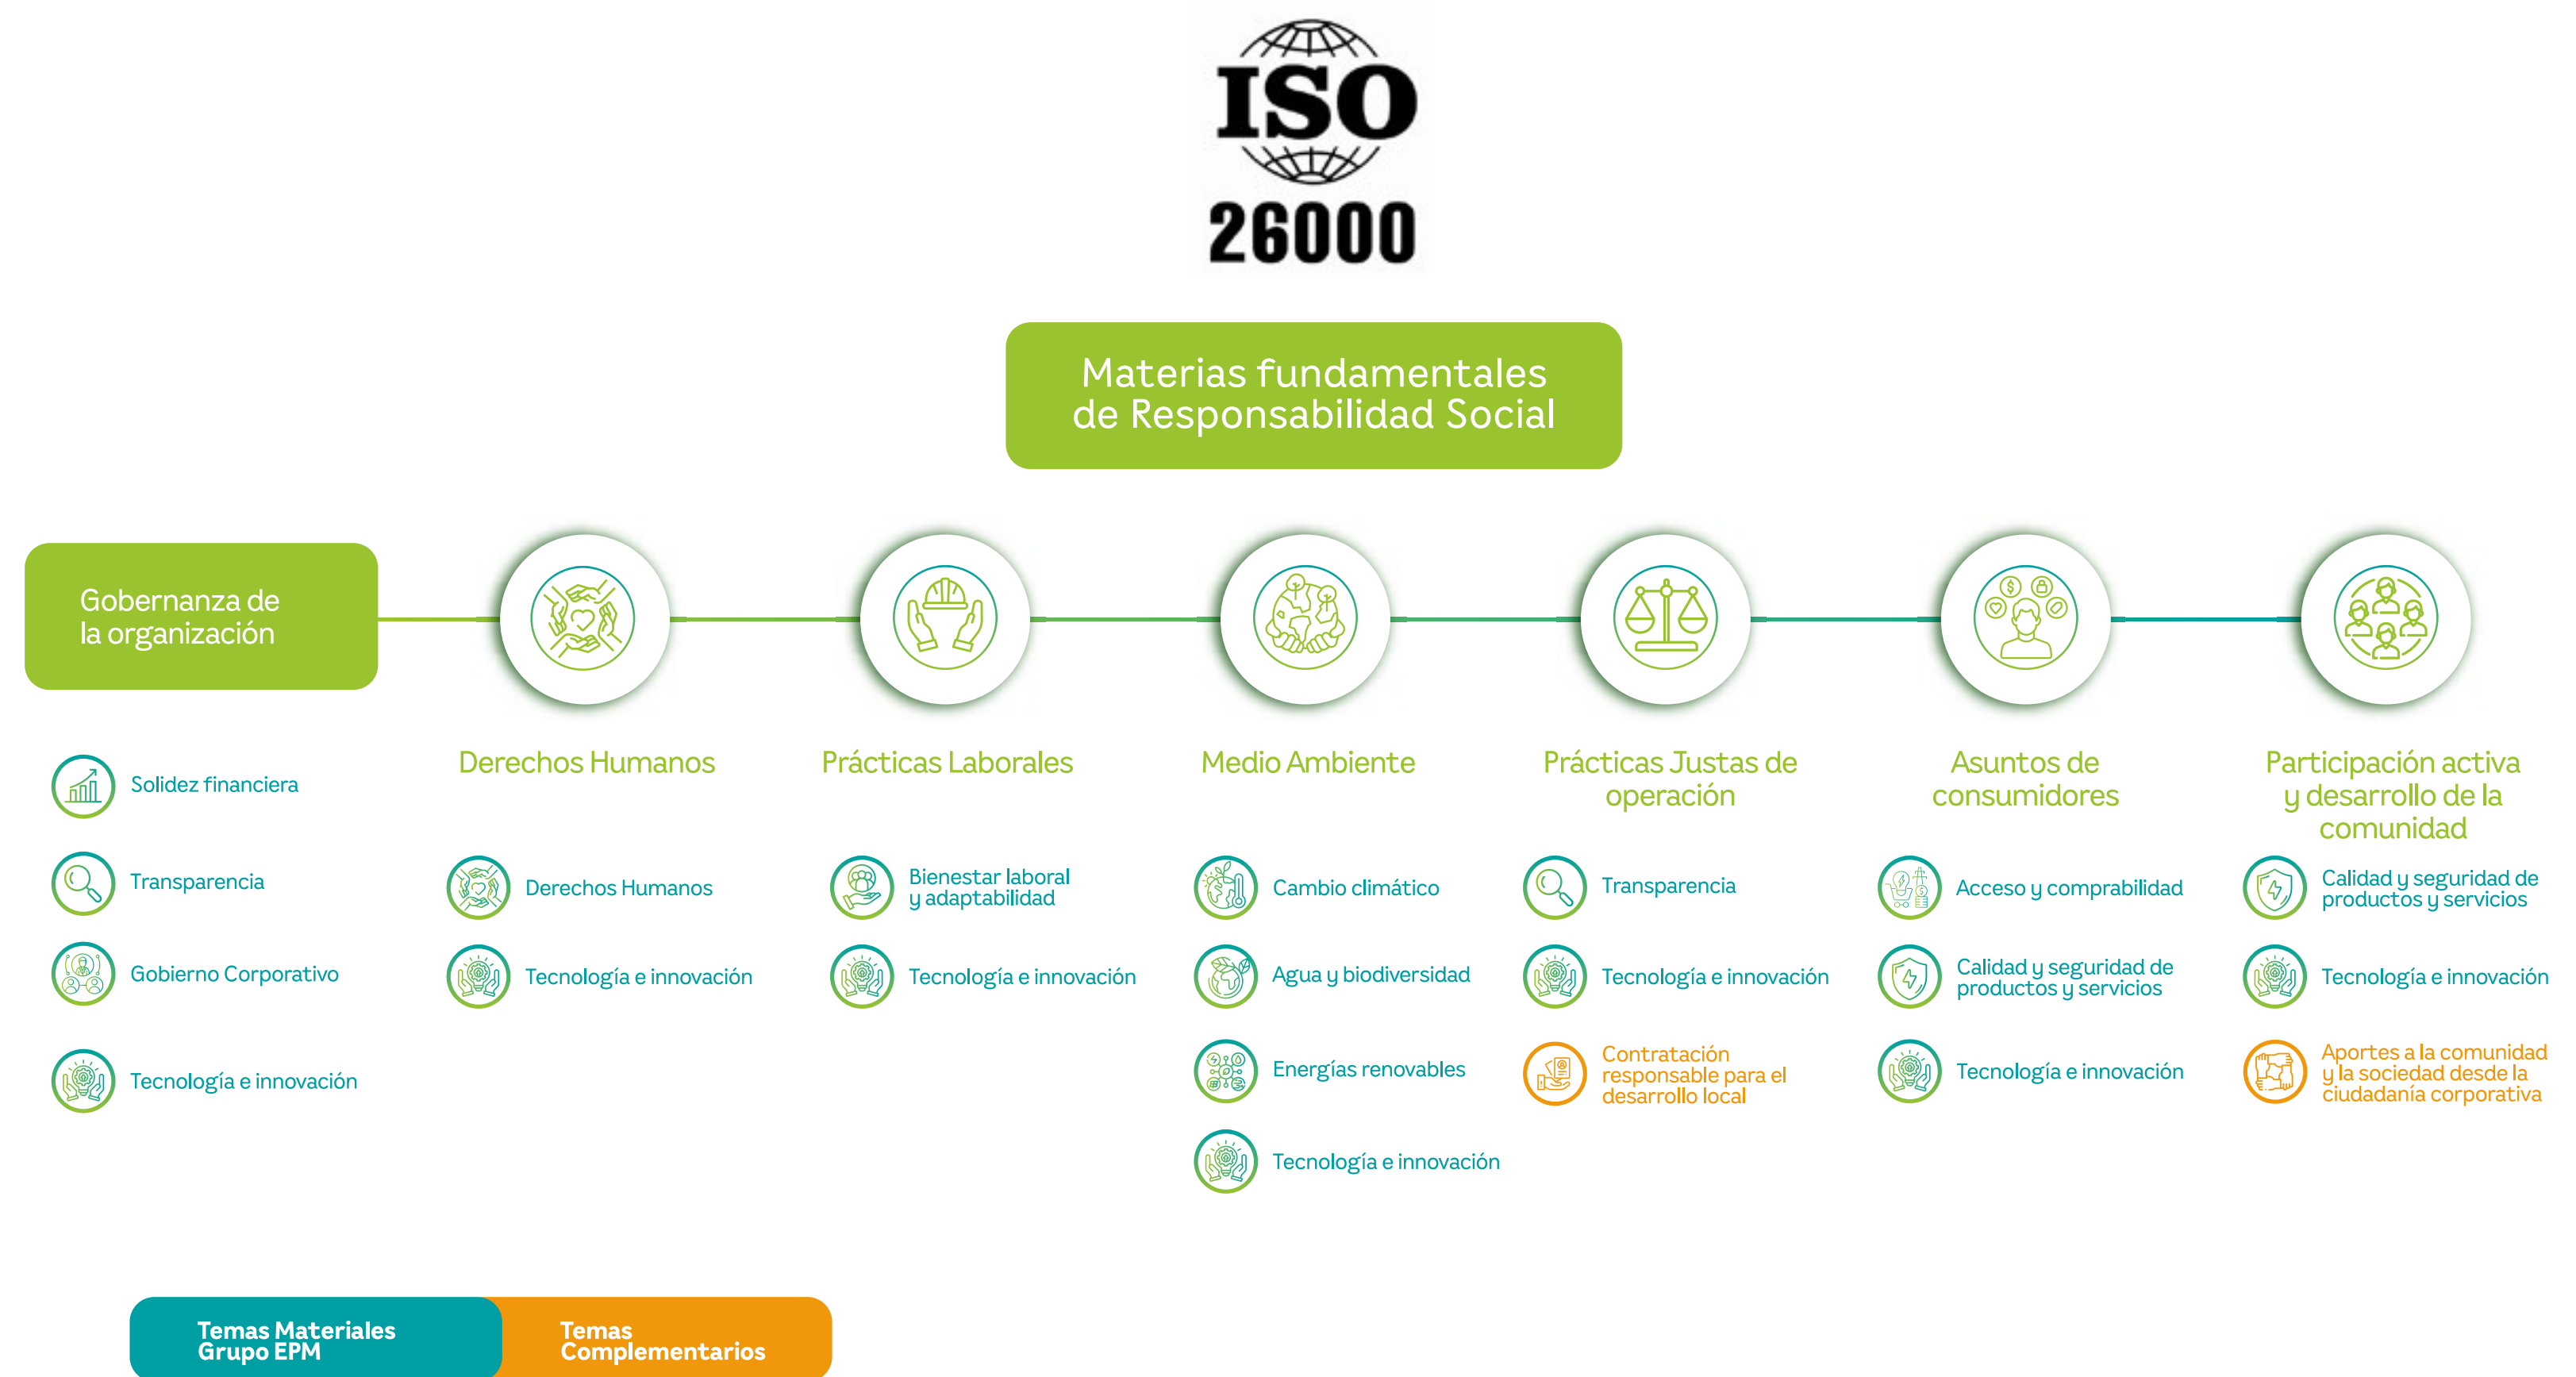 ISO
26000
Materias fundamentales
de Responsabilidad Social
Gobernanza de
la organización
Solidez financiera
Transparencia
Gobierno Corporativo
Tecnología e innovación
Derechos Humanos
Derechos Humanos
Tecnología e innovación
Prácticas Laborales
Bienestar laboral
y adaptabilidad
Tecnología e innovación
Medio Ambiente
Cambio climático
Agua y biodiversidad
Energías renovables
Tecnología e innovación
Prácticas Justas de
operación
Transparencia
Tecnología e innovación
Contratación
responsable para el
desarrollo local
Asuntos de
consumidores
Acceso y comprabilidad
Calidad y seguridad de
productos y servicios
Tecnología e innovación
Participación activa
y desarrollo de la
comunidad
Calidad y seguridad de
productos y servicios
Tecnología e innovación
Aportes a la comunidad
y la sociedad desde la
ciudadanía corporativa
Temas Materiales
Grupo EPM
Temas
Complementarios